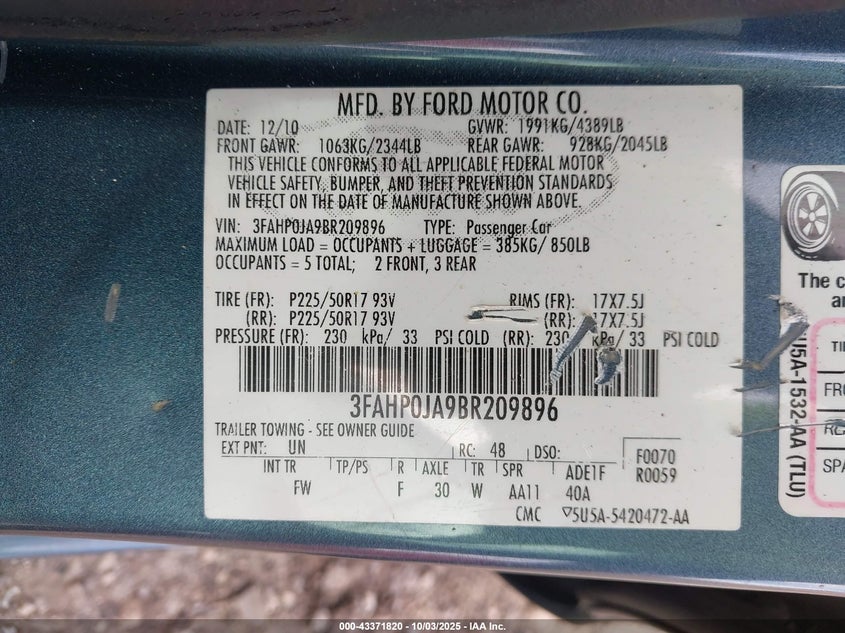 MFD. BY FORD MOTOR CO.
DATE: 12/10 GVWR: 1991KG/4389LB
FRONT GAWR: 1063KG/2344LB REAR GAWR: 928KG/2045LB
THIS VEHICLE CONFORMS TO ALL APPLICABLE FEDERAL MOTOR
VEHICLE SAFETY, BUMPER, AND THEFT PREVENTION STANDARDS
IN EFFECT ON THE DATE OF MANUFACTURE SHOWN ABOVE.
VIN: 3FAHP0JA9BR209896 TYPE: Passenger Car
MAXIMUM LOAD = OCCUPANTS + LUGGAGE = 385KG/ 850LB
OCCUPANTS = 5 TOTAL; 2 FRONT, 3 REAR
TIRE (FR): P225/50R17 93V RIMS (FR): 17X7.5J
(RR): P225/50R17 93V (RR): 17X7.5J
PRESSURE (FR): 230 kPa/ 33 PSI COLD (RR): 230 kPa/ 33 PSI COLD
3FAHP0JA9BR209896
TRAILER TOWING - SEE OWNER GUIDE
EXT PNT: UN RC: 48 DSO: F0070
R0059
INT TR TP/PS R AXLE TR SPR ADE1F
FW F 30 W AA11 40A
CMC 5U5A-5420472-AA
The c
an
TI
FRO
SPA
5A-1532-AA (TLU)
000-43371820 - 10/03/2025 - IAA Inc.